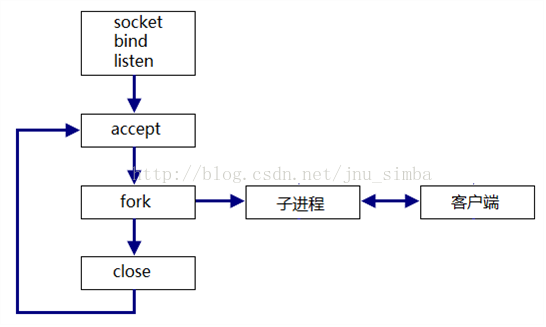 socket
bind
listen
accept
http://blog.csdn.net/jnu_simba
fork
子进程
客户端
close